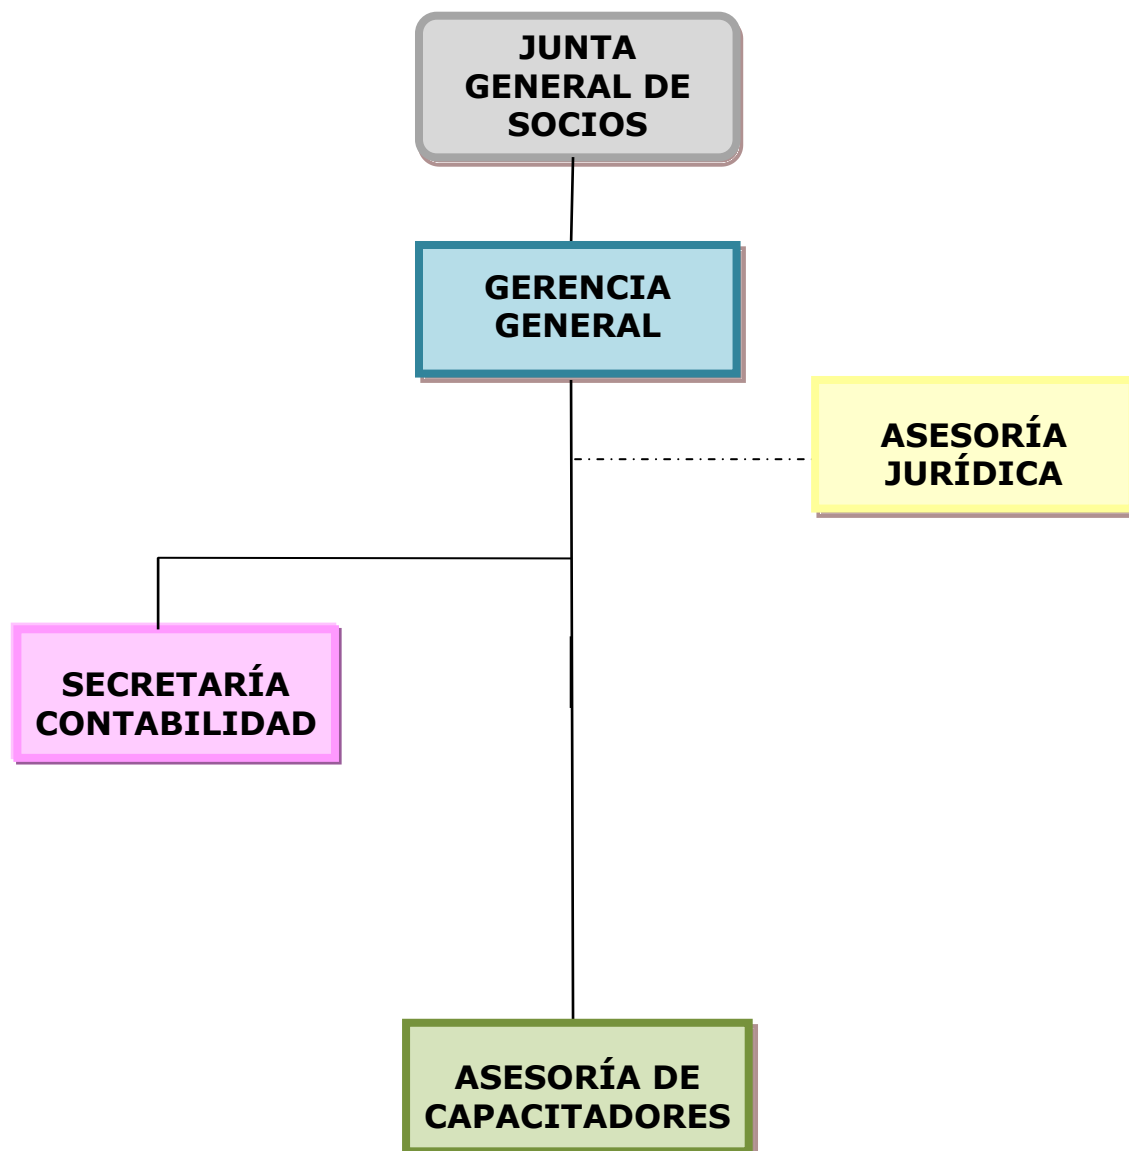 JUNTA
GENERAL DE
SOCIOS
GERENCIA
GENERAL
ASESORÍA
JURÍDICA
SECRETARÍA
CONTABILIDAD
ASESORÍA DE
CAPACITADORES